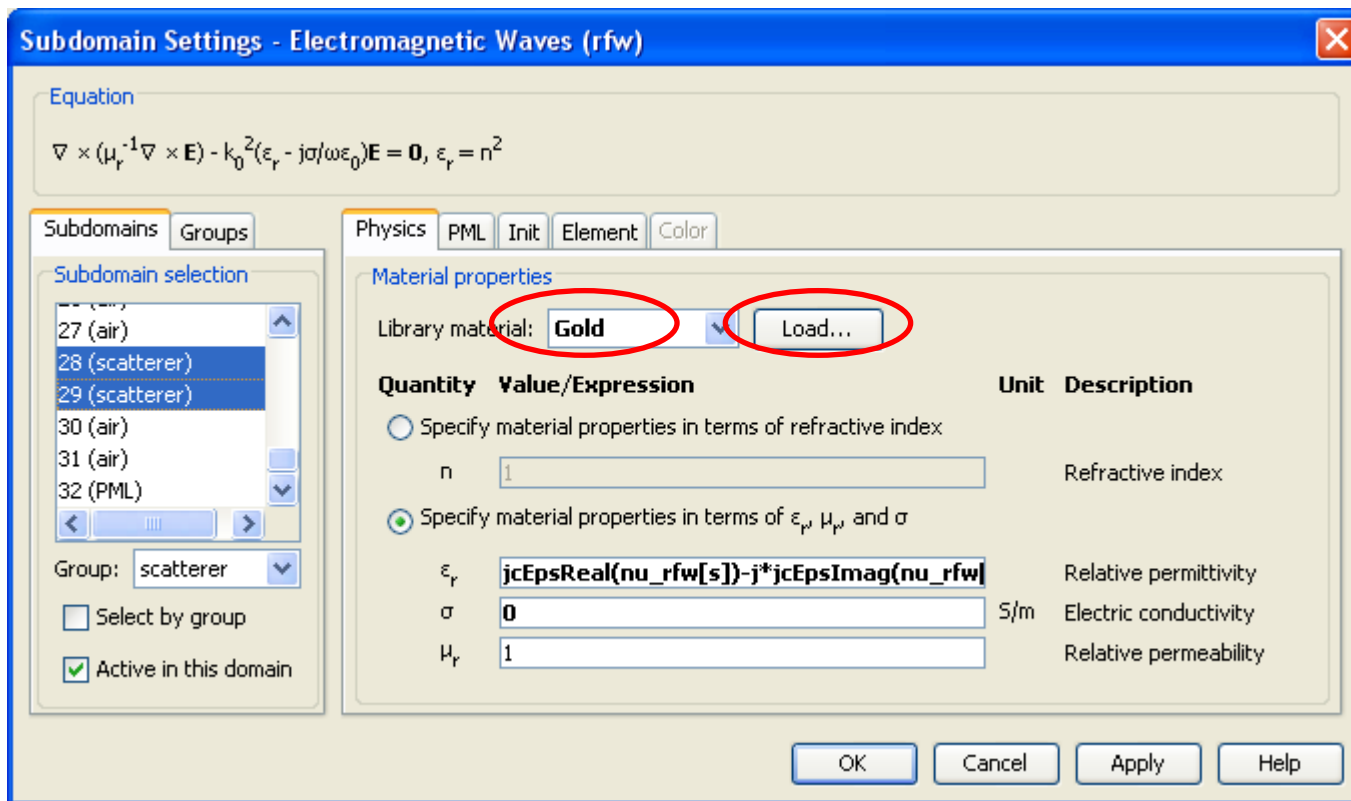 Subdomain Settings - Electromagnetic Waves (rfw)
Equation
∇ × (μr⁻¹∇ × E) - k₀²(εr - jσ/ωε₀)E = 0, εr = n²
Subdomains Groups
Subdomain selection
27 (air)
28 (scatterer)
29 (scatterer)
30 (air)
31 (air)
32 (PML)
Group: scatterer
Select by group
Active in this domain
Physics PML Init Element Color
Material properties
Library material: Gold Load...
Quantity Value/Expression Unit Description
Specify material properties in terms of refractive index
n 1 Refractive index
Specify material properties in terms of εr, μr, and σ
εr jcEpsReal(nu_rfw[s])-j*jcEpsImag(nu_rfw Relative permittivity
σ 0 S/m Electric conductivity
μr 1 Relative permeability
OK Cancel Apply Help